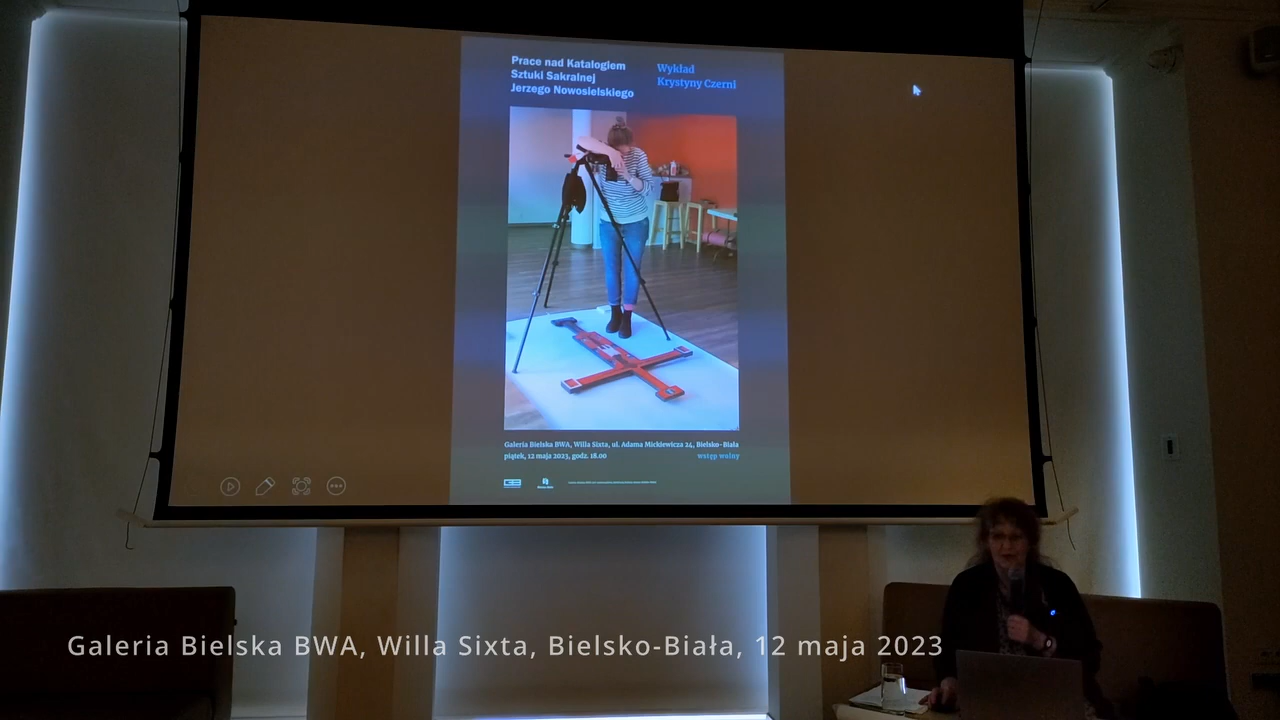 Prace nad Katalogiem
Sztuki Sakralnej
Jerzego Nowosielskiego
Wykład
Krystyny Czerni
Galeria Bielska BWA, Willa Sixta, ul. Adama Mickiewicza 24, Bielsko-Biała
piątek, 12 maja 2023, godz. 18.00
wstęp wolny
Galeria Bielska BWA, Willa Sixta, Bielsko-Biała, 12 maja 2023